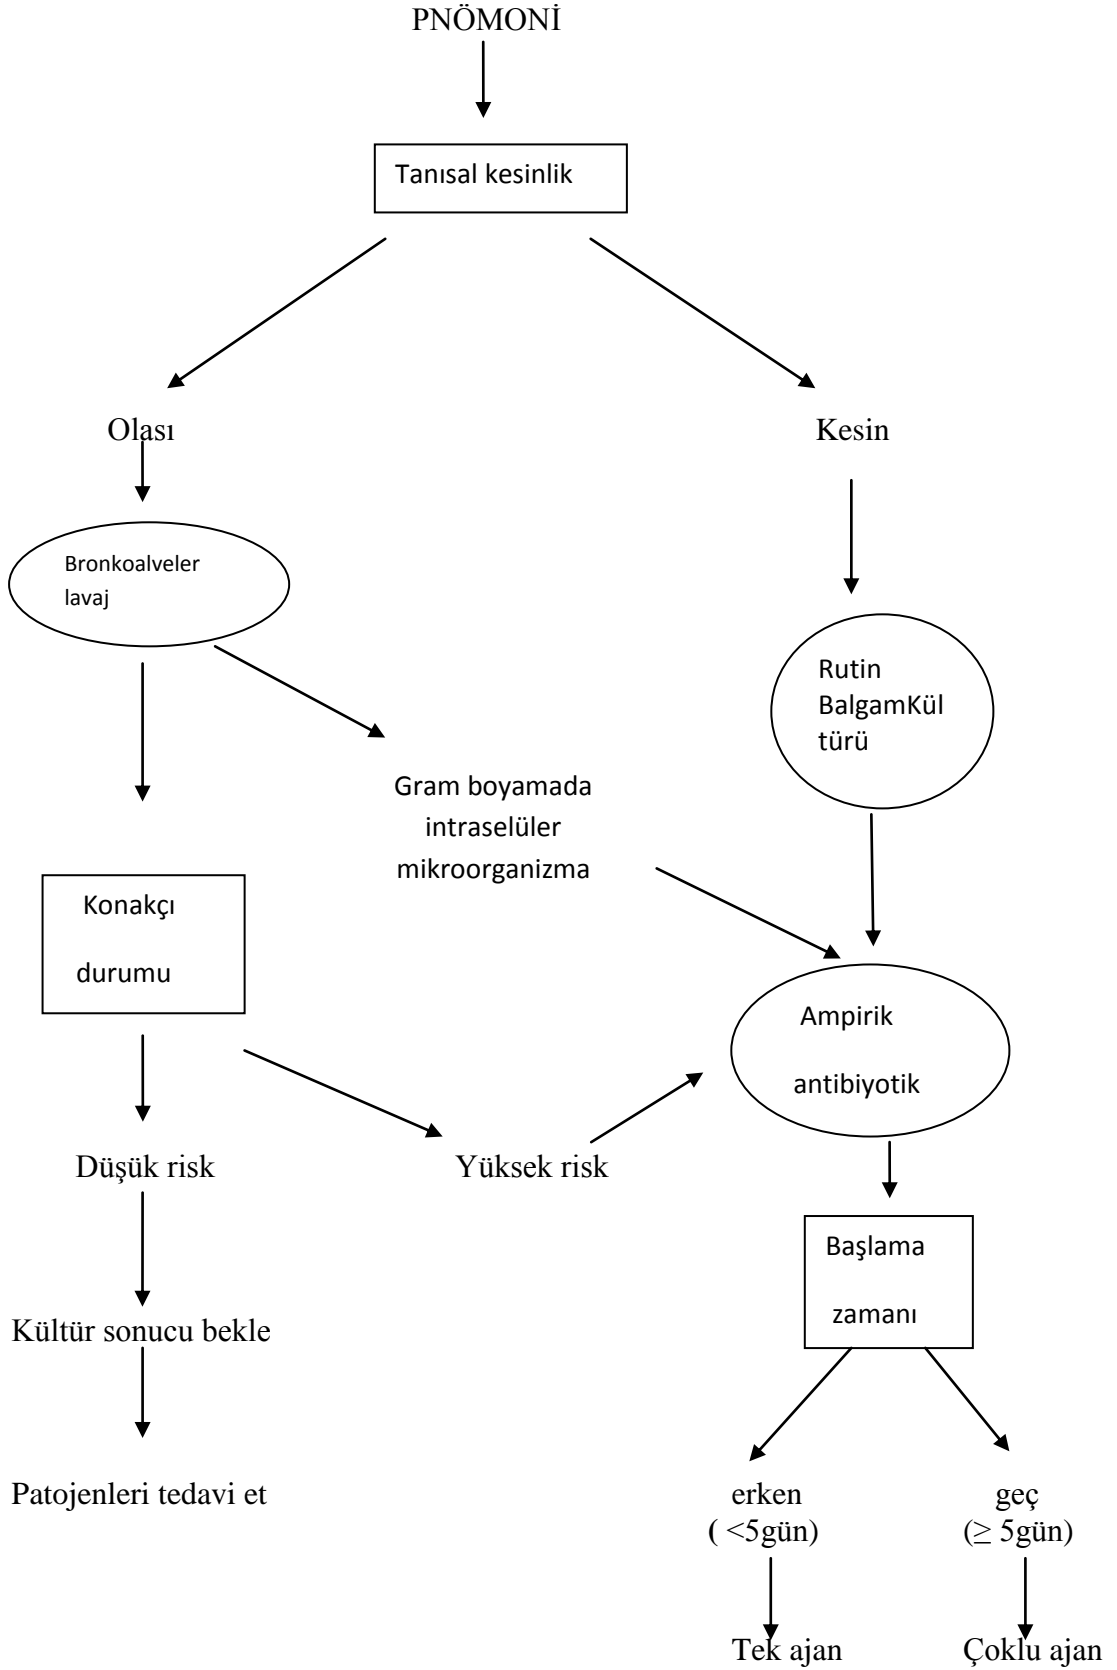 PNÖMONİ
Tanısal kesinlik
Olası
Kesin
Bronkoalveler
lavaj
Rutin
BalgamKül
türü
Gram boyamada
intraselüler
mikroorganizma
Konakçı
durumu
Ampirik
antibiyotik
Düşük risk
Yüksek risk
Başlama
zamanı
Kültür sonucu bekle
Patojenleri tedavi et
erken
( <5gün)
geç
(≥ 5gün)
Tek ajan
Çoklu ajan